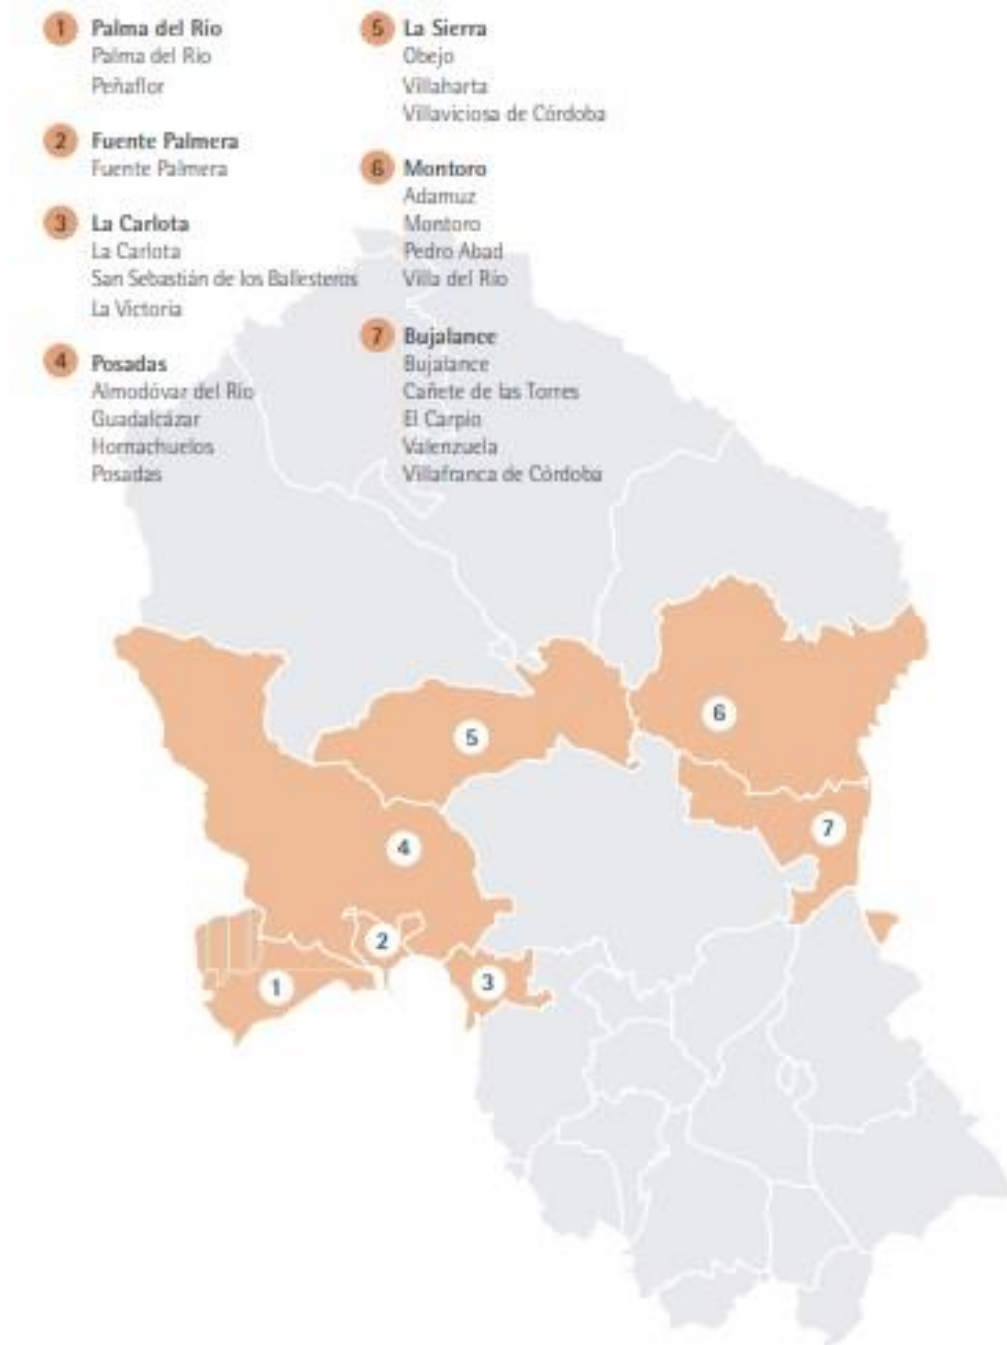 1 Palma del Río
Palma del Río
Peñaflor
2 Fuente Palmera
Fuente Palmera
3 La Carlota
La Carlota
San Sebastián de los Ballesteros
La Victoria
4 Posadas
Almodóvar del Río
Guadalcázar
Hornachuelos
Posadas
5 La Sierra
Obejo
Villaharta
Villaviciosa de Córdoba
6 Montoro
Adamuz
Montoro
Pedro Abad
Villa del Río
7 Bujalance
Bujalance
Cañete de las Torres
El Carpio
Valenzuela
Villafranca de Córdoba
6
5
7
4
2
3
1